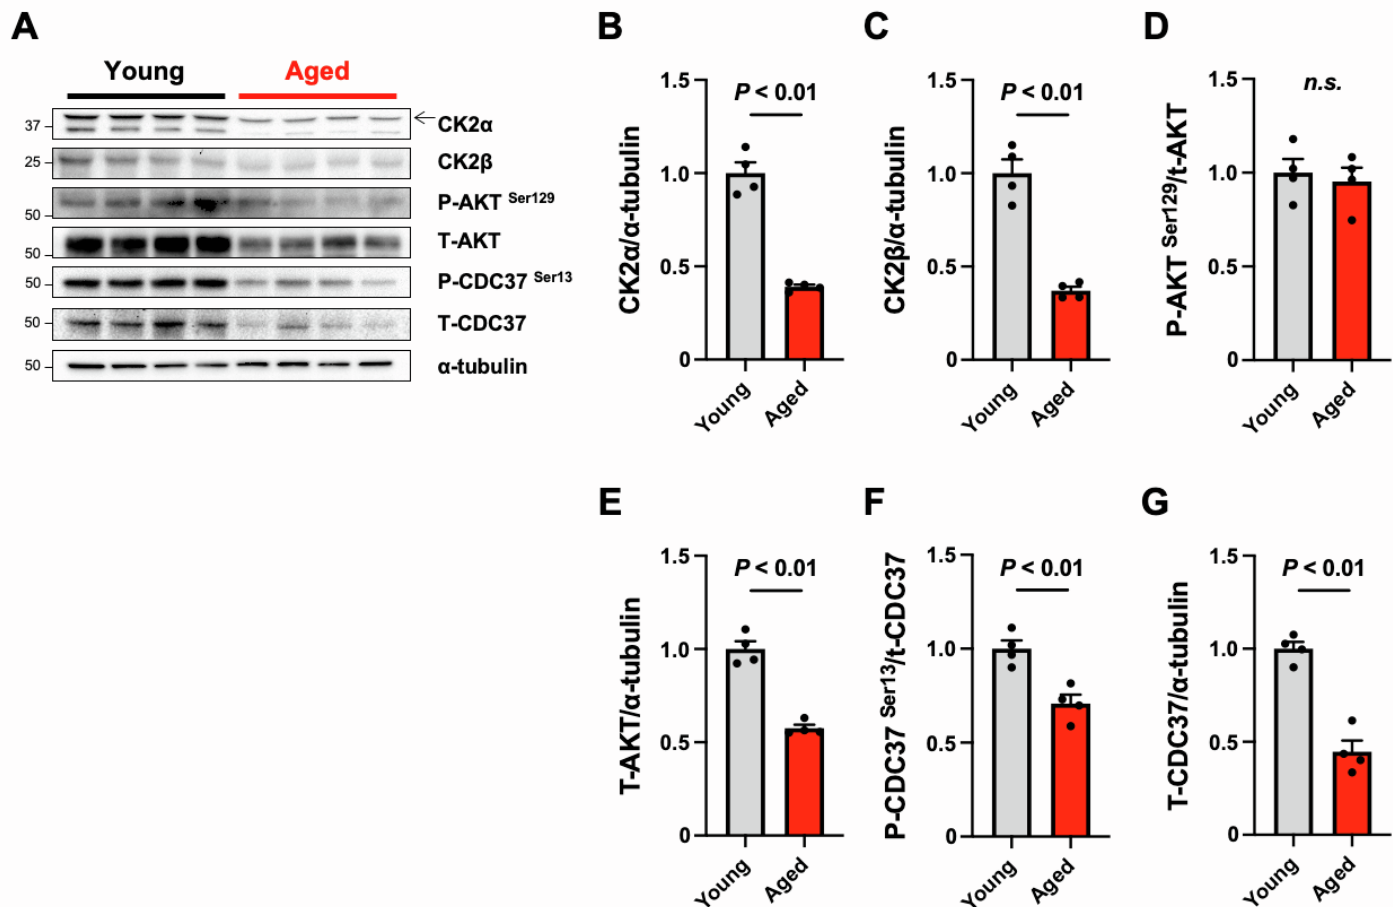 A
Young Aged
37 CK2α
25 CK2β
50 P-AKT Ser129
50 T-AKT
50 P-CDC37 Ser13
50 T-CDC37
50 α-tubulin
B
CK2α/α-tubulin
1.5
1.0
0.5
0
P < 0.01
Young
Aged
C
CK2β/α-tubulin
1.5
1.0
0.5
0
P < 0.01
Young
Aged
D
P-AKT Ser129/t-AKT
1.5
1.0
0.5
0
n.s.
Young
Aged
E
T-AKT/α-tubulin
1.5
1.0
0.5
0
P < 0.01
Young
Aged
F
P-CDC37 Ser13/t-CDC37
1.5
1.0
0.5
0
P < 0.01
Young
Aged
G
T-CDC37/α-tubulin
1.5
1.0
0.5
0
P < 0.01
Young
Aged